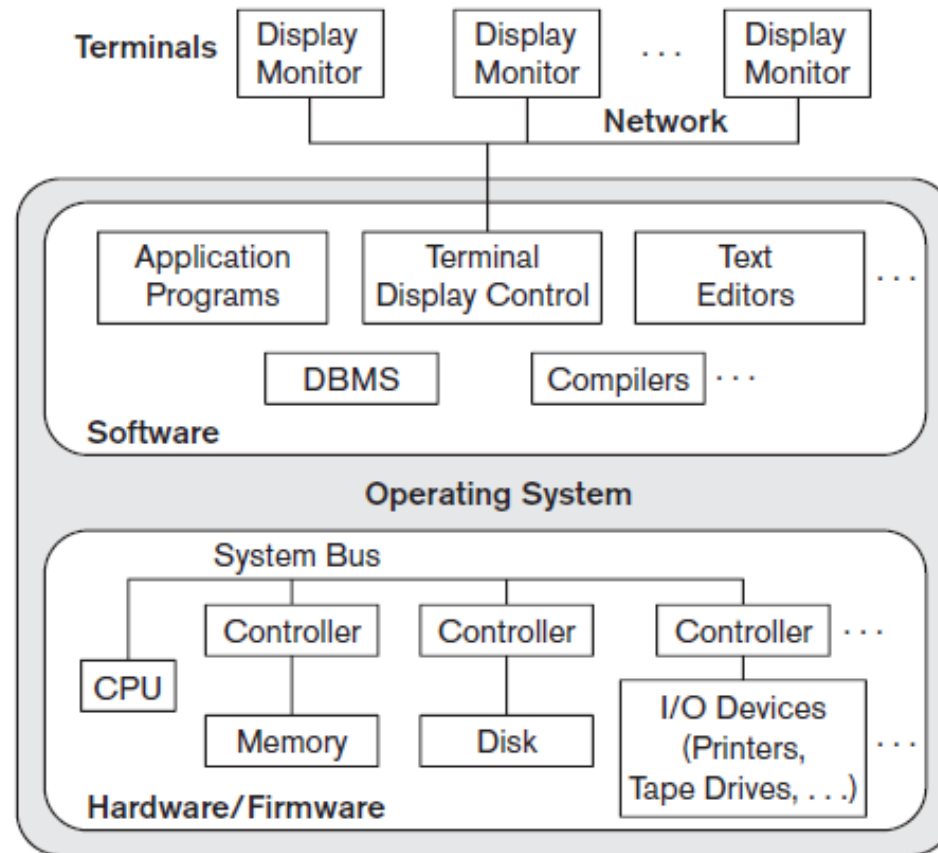 Terminals
Display
Monitor
Display
Monitor
. . .
Display
Monitor
Network
Application
Programs
Terminal
Display Control
Text
Editors
. . .
DBMS
Compilers
. . .
Software
Operating System
System Bus
Controller
Controller
Controller
. . .
CPU
Memory
Disk
I/O Devices
(Printers,
Tape Drives, . . .)
. . .
Hardware/Firmware